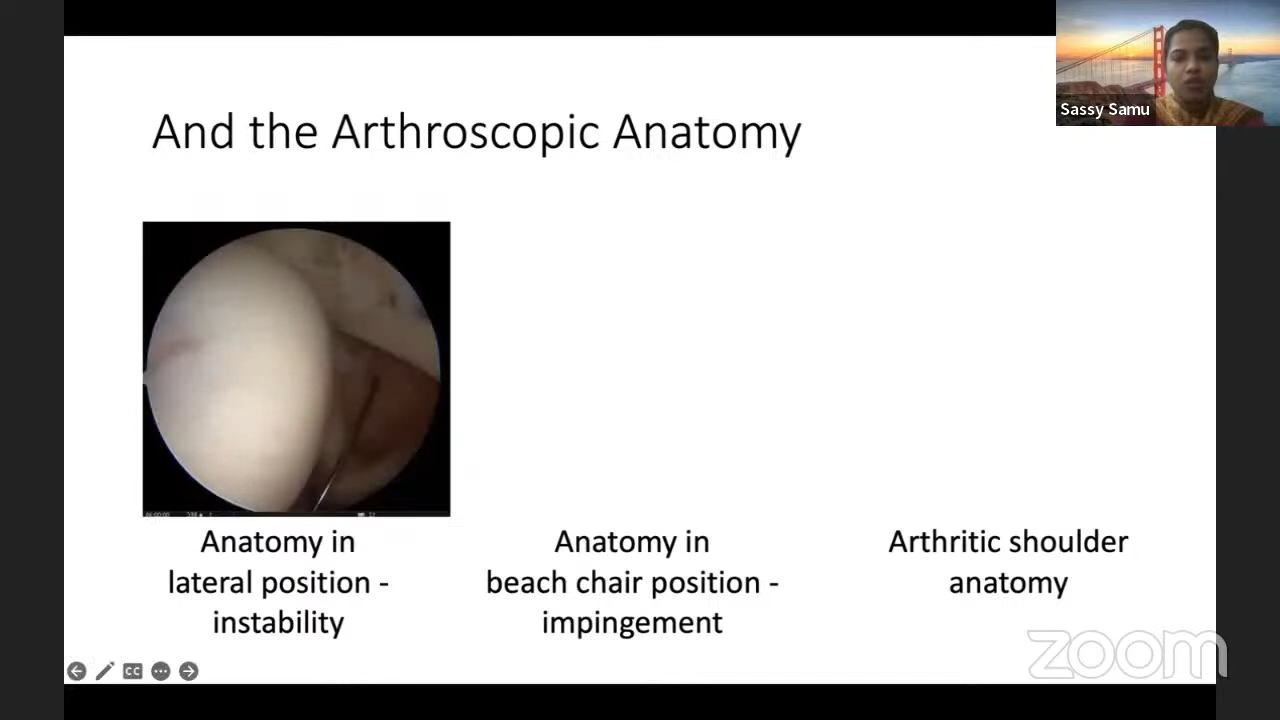 And the Arthroscopic Anatomy
Sassy Samu
Anatomy in
lateral position -
instability
Anatomy in
beach chair position -
impingement
Arthritic shoulder
anatomy
CC
zoom